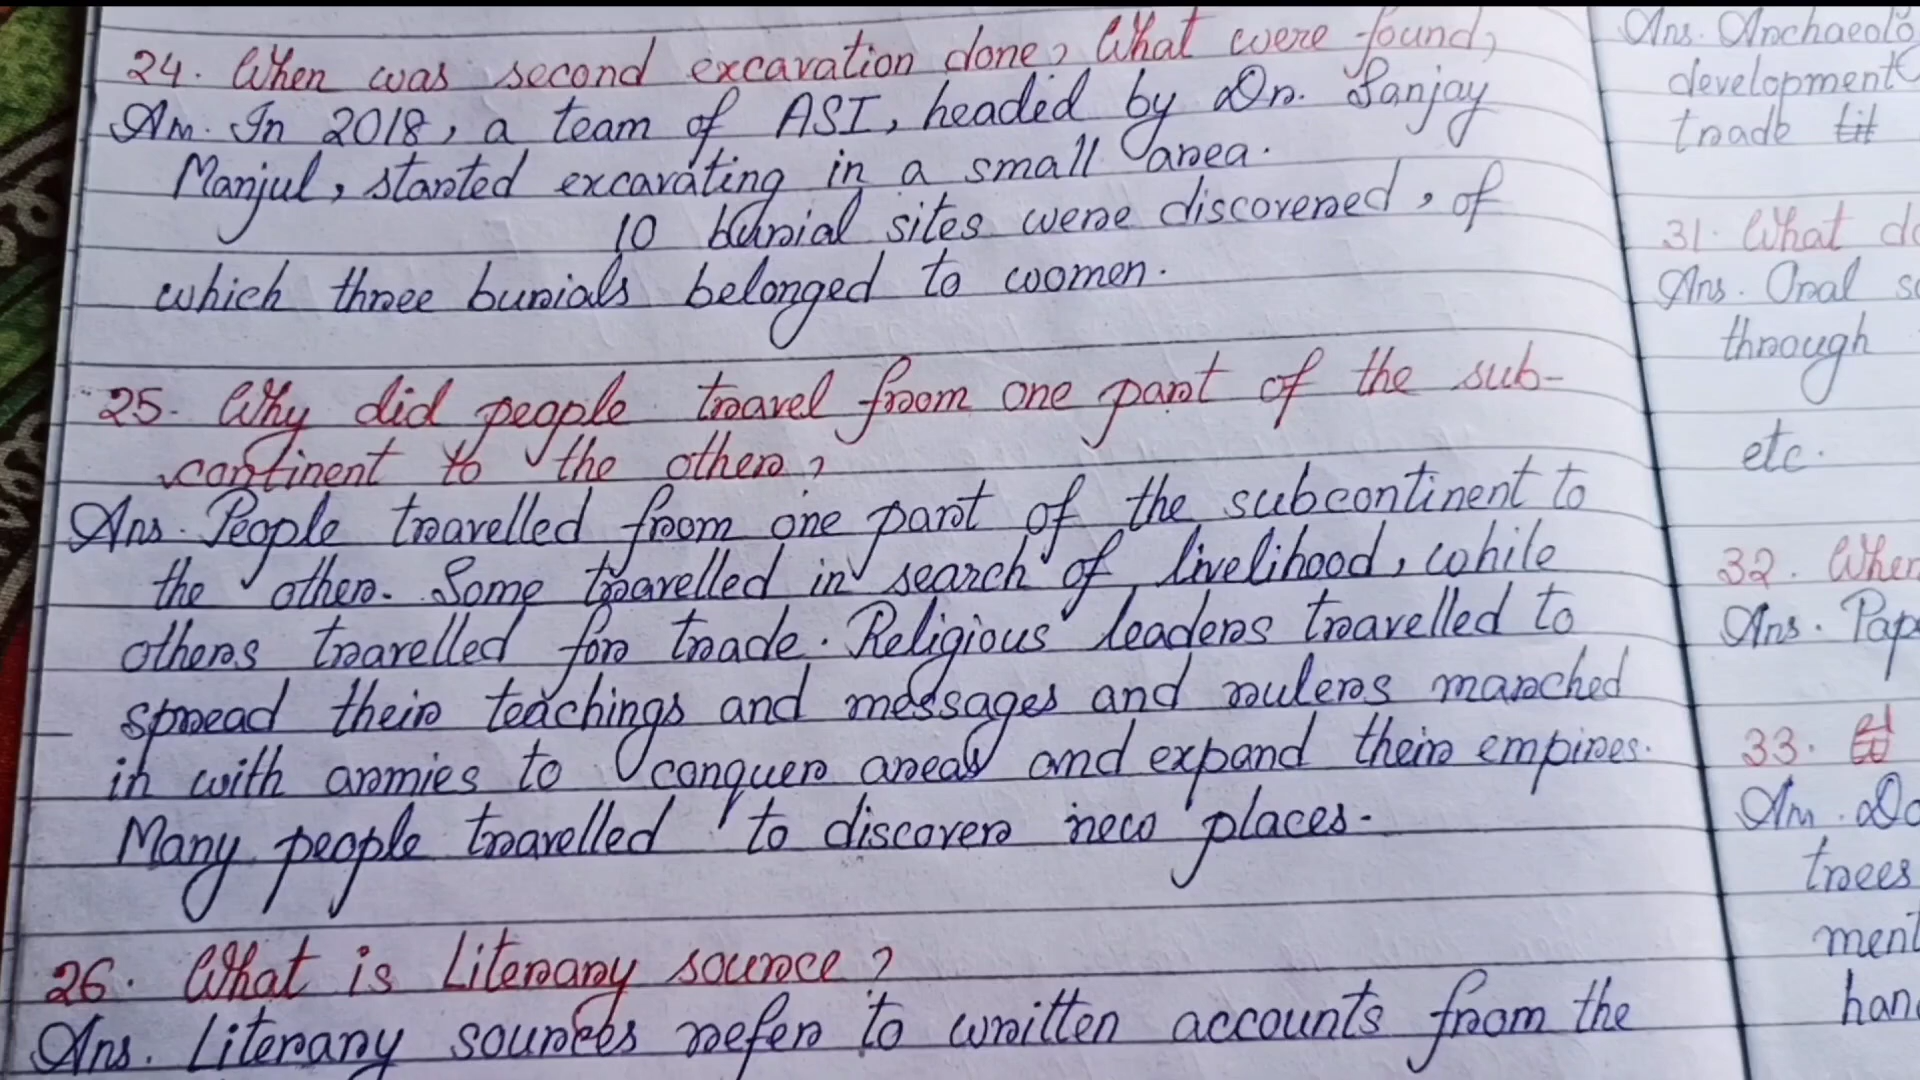 24. When was second excavation done? What were found?
Ans. In 2018, a team of ASI, headed by Dr. Sanjay
Manjul, started excavating in a small area.
10 burial sites were discovered, of
which three burials belonged to women.
25. Why did people travel from one part of the sub-
continent to the other?
Ans. People travelled from one part of the subcontinent to
the other. Some travelled in search of livelihood, while
others travelled for trade. Religious leaders travelled to
spread their teachings and messages and rulers marched
in with armies to conquer areas and expand their empires.
Many people travelled to discover new places.
26. What is Literary source?
Ans. Literary sources refer to written accounts from the
Ans. Archaeolo
development
trade
31. What do
Ans. Oral so
through
etc.
32. When
Ans. Pap
33.
Ans. Do
trees
ment
han